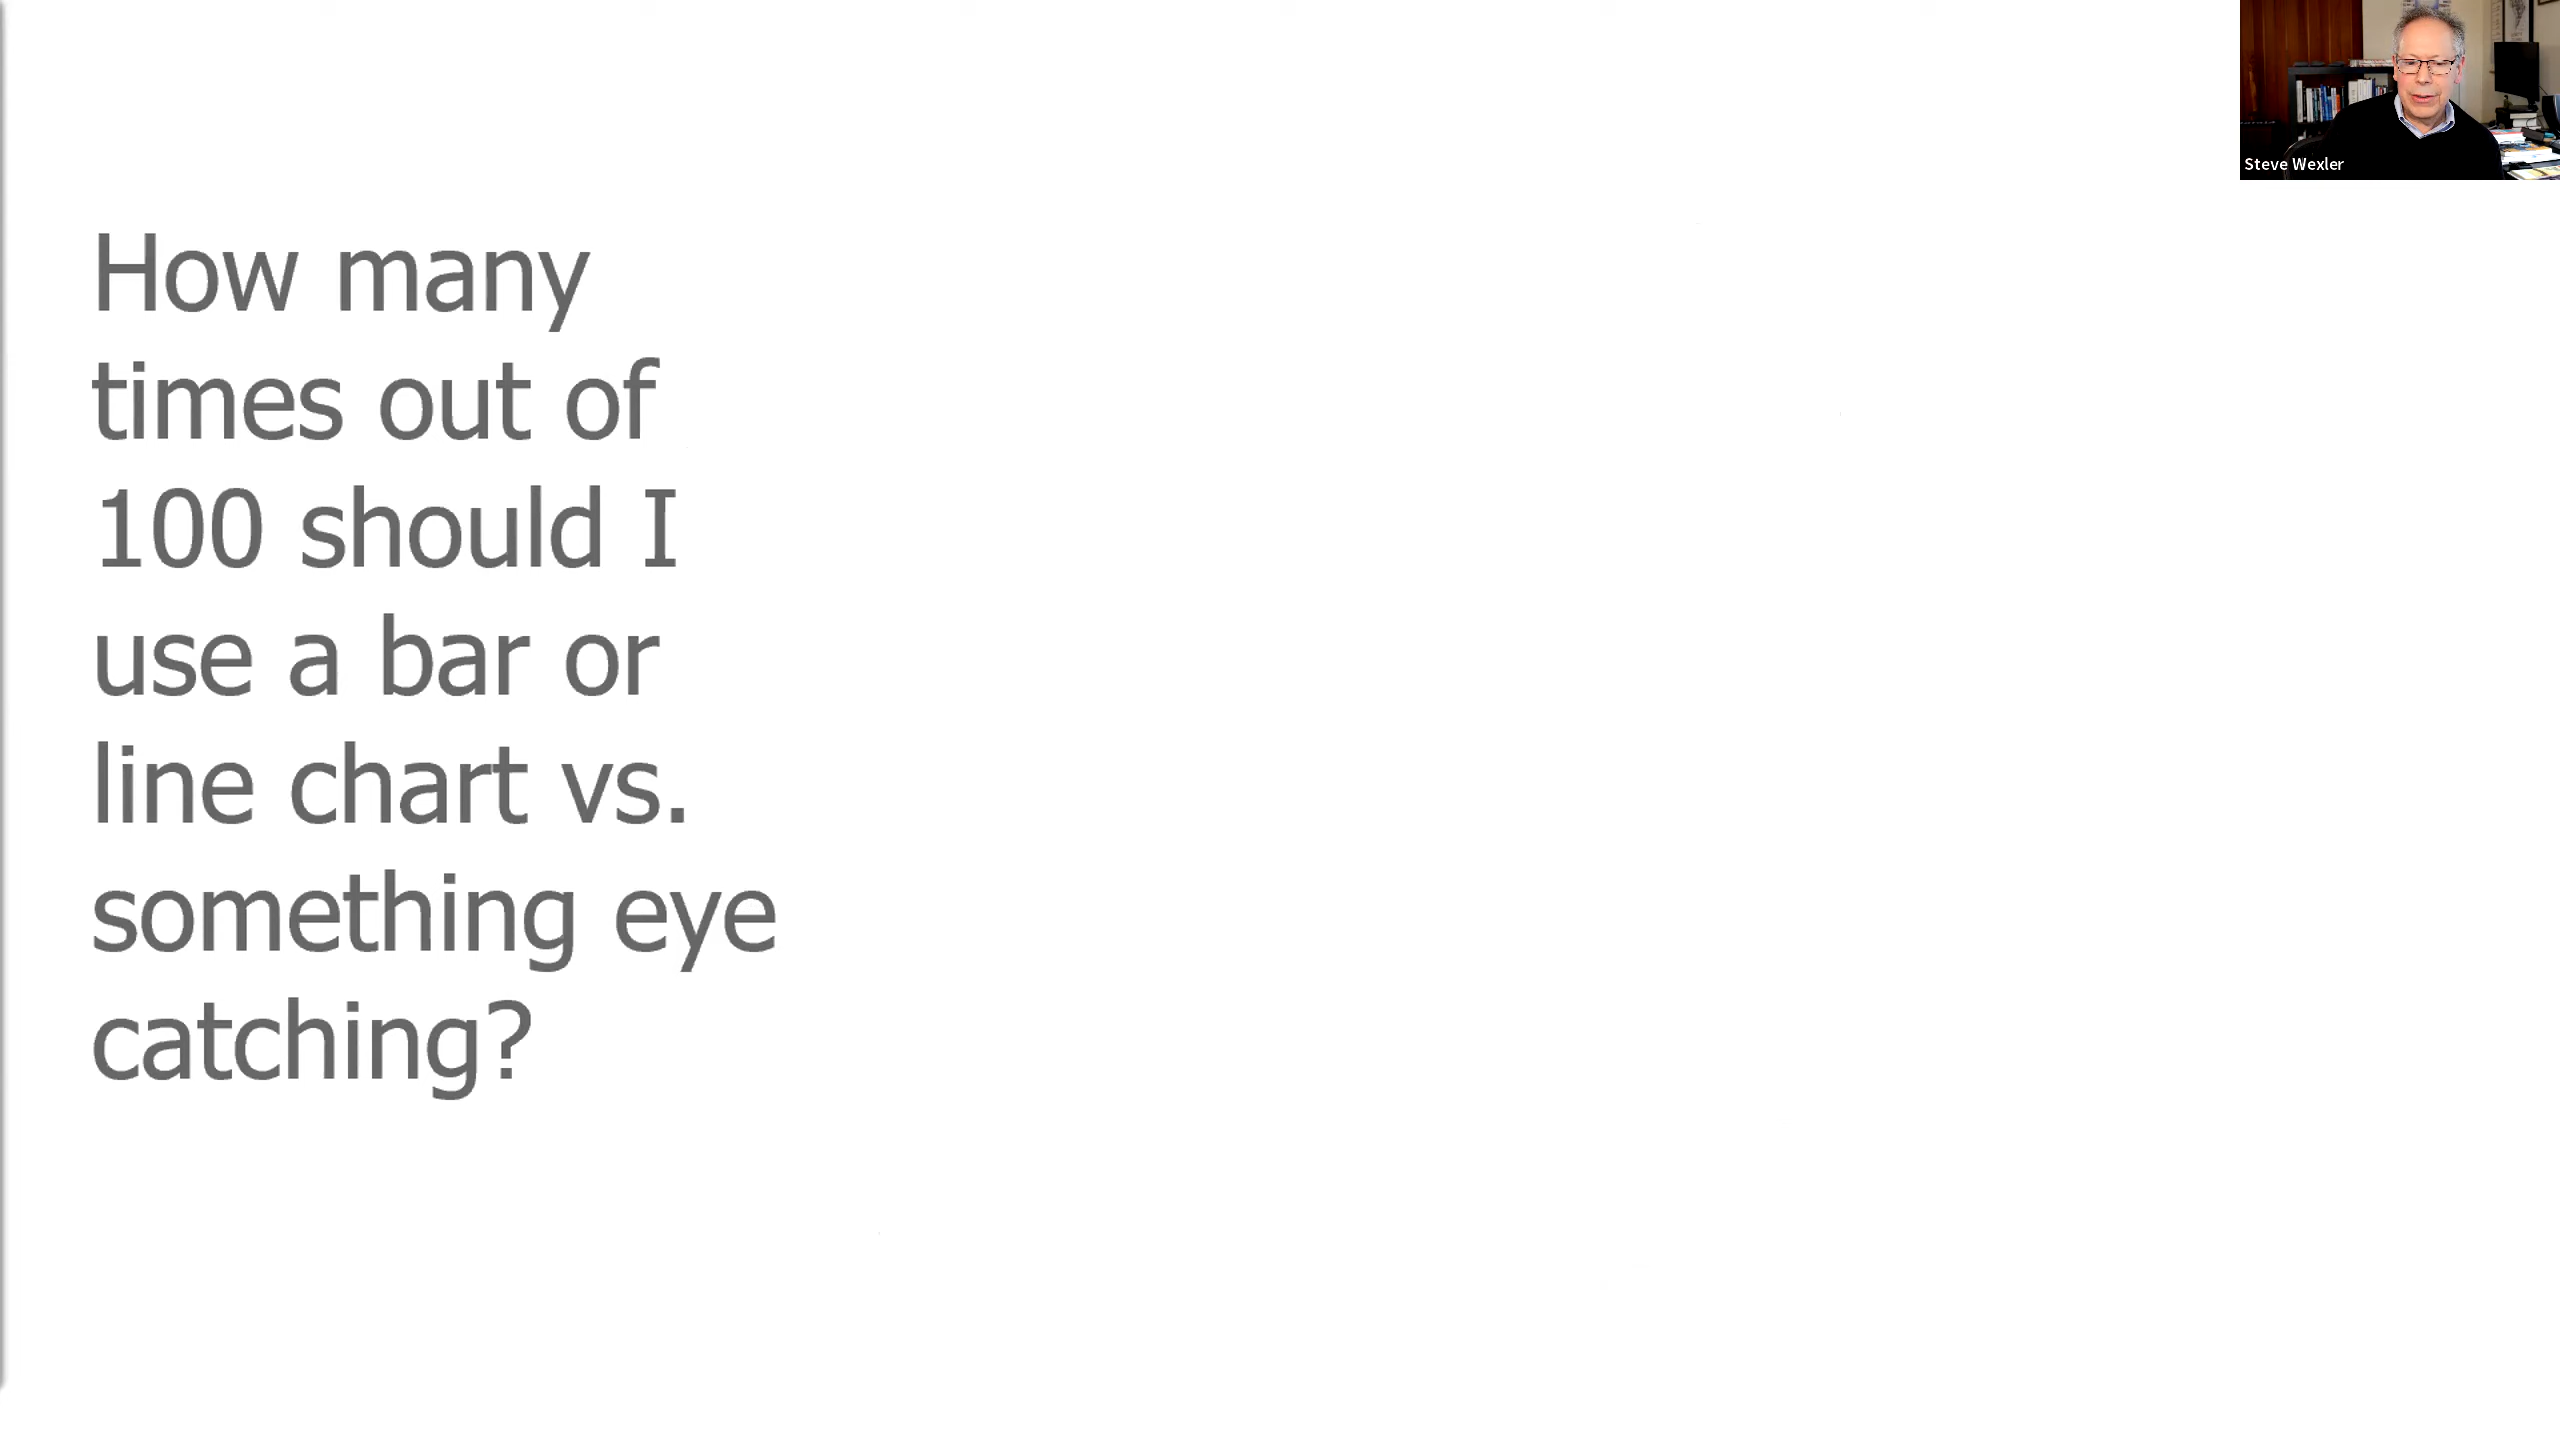 Steve Wexler
How many
times out of
100 should I
use a bar or
line chart vs.
something eye
catching?